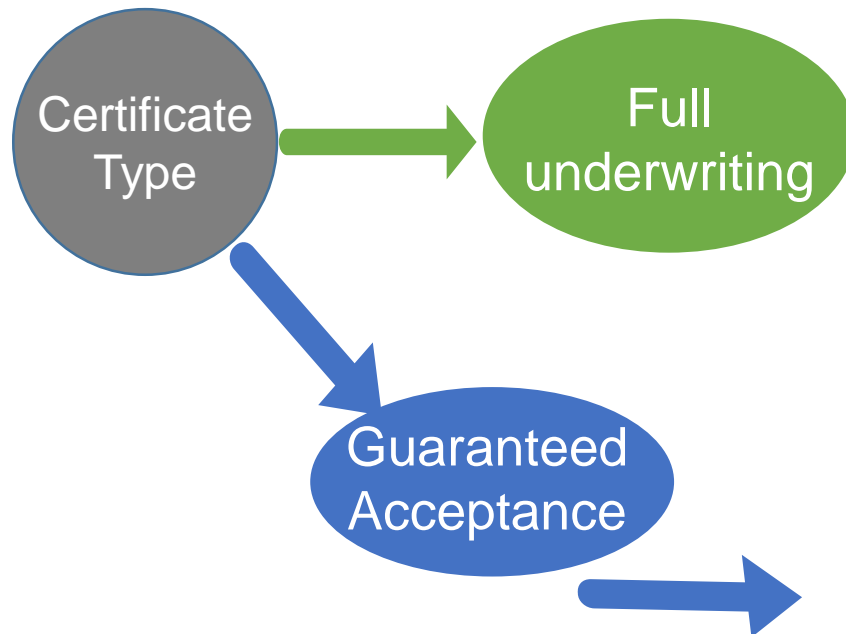 Certificate
Type
Full
underwriting
Guaranteed
Acceptance